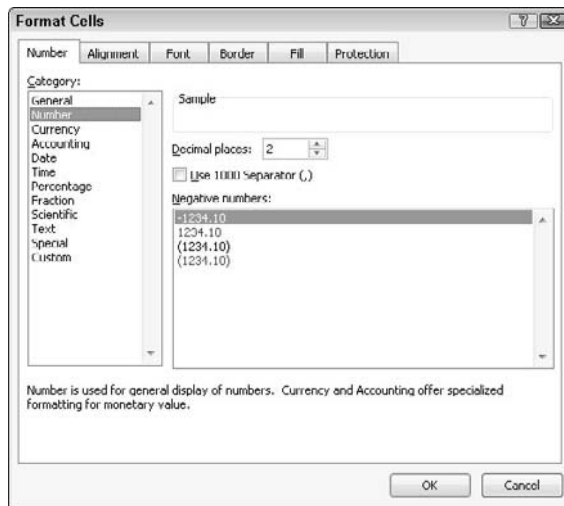 Format Cells
Number Alignment Font Border Fill Protection
Category:
General
Number
Currency
Accounting
Date
Time
Percentage
Fraction
Scientific
Text
Special
Custom
Sample
Decimal places: 2
Use 1000 Separator (,)
Negative numbers:
-1234.10
1234.10
(1234.10)
(1234.10)
Number is used for general display of numbers. Currency and Accounting offer specialized
formatting for monetary value.
OK Cancel